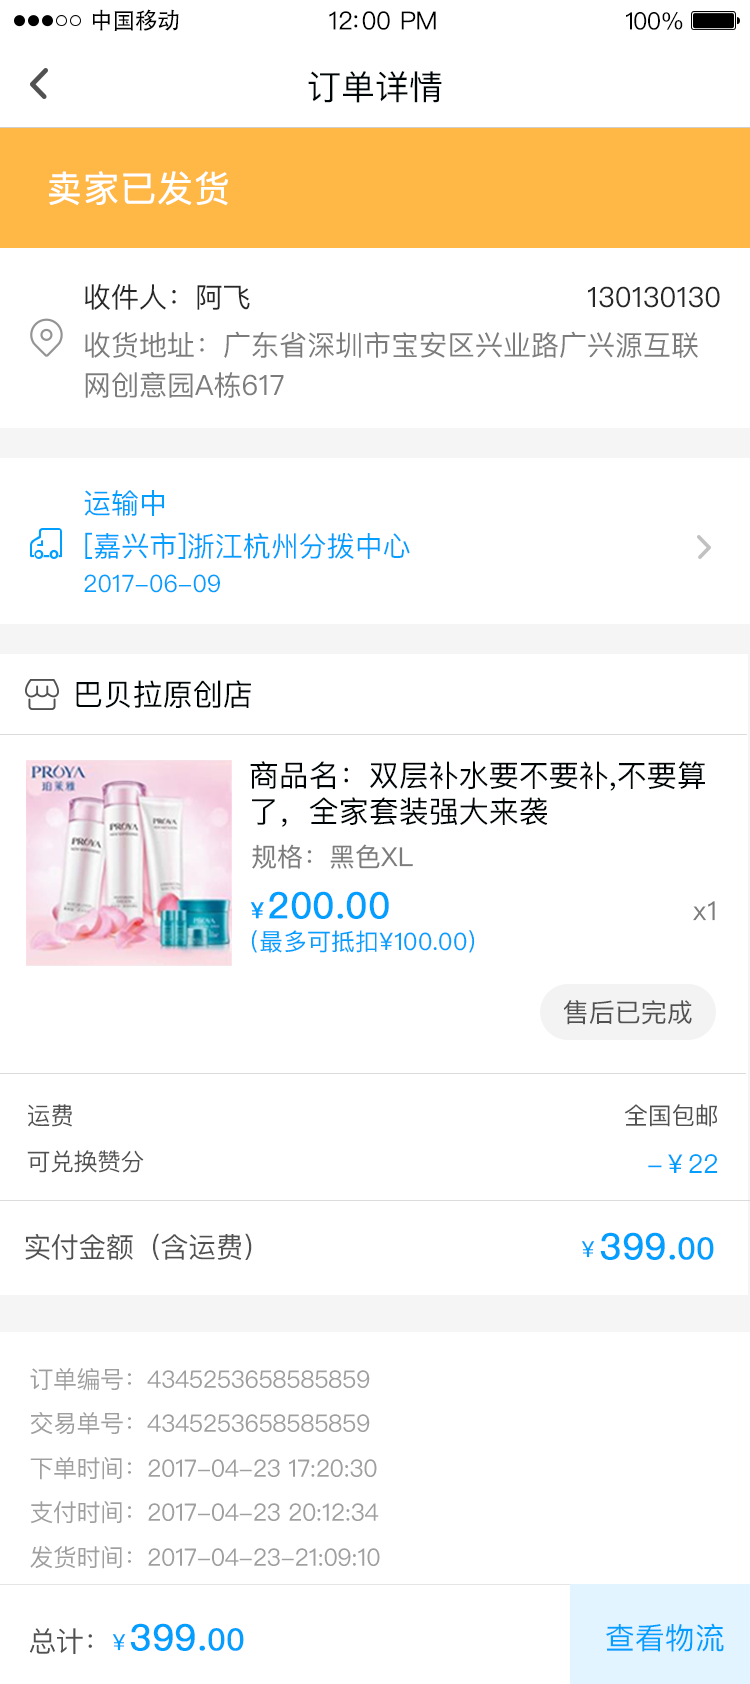 中国移动 12:00 PM 100%
订单详情
卖家已发货
收件人：阿飞 130130130
收货地址：广东省深圳市宝安区兴业路广兴源互联
网创意园A栋617
运输中
[嘉兴市]浙江杭州分拨中心
2017-06-09
巴贝拉原创店
PROYA
珀莱雅
PROYA
PROYA
PROYA
PROYA
商品名：双层补水要不要补,不要算
了，全家套装强大来袭
规格：黑色XL
¥200.00 x1
(最多可抵扣¥100.00)
售后已完成
运费 全国包邮
可兑换赞分 -¥22
实付金额（含运费） ¥399.00
订单编号：4345253658585859
交易单号：4345253658585859
下单时间：2017-04-23 17:20:30
支付时间：2017-04-23 20:12:34
发货时间：2017-04-23-21:09:10
总计：¥399.00 查看物流